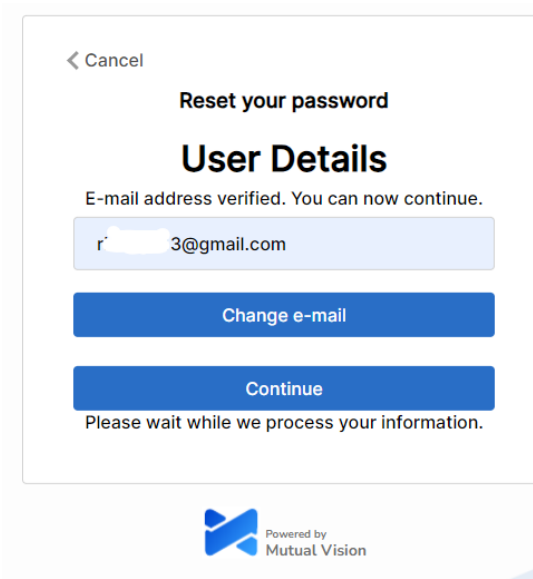 Cancel
Reset your password
User Details
E-mail address verified. You can now continue.
r 3@gmail.com
Change e-mail
Continue
Please wait while we process your information.
Powered by
Mutual Vision